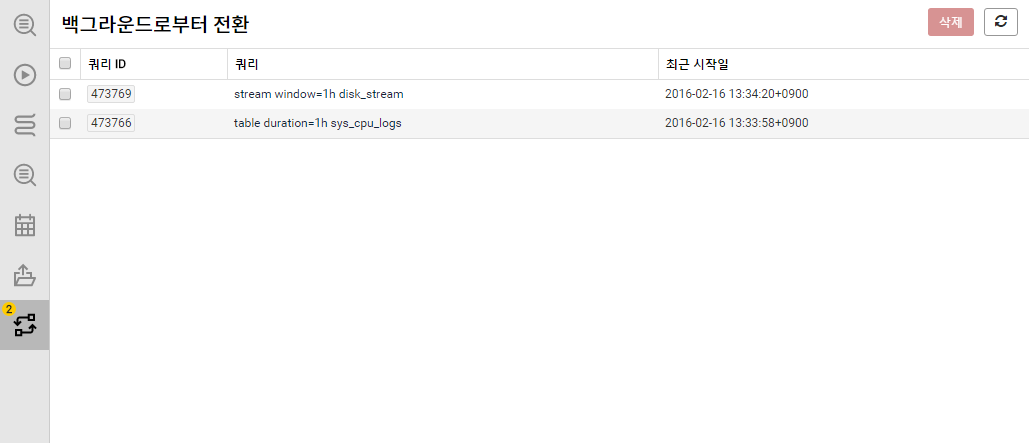 백그라운드로부터 전환
삭제
쿼리 ID 쿼리 최근 시작일
473769 stream window=1h disk_stream 2016-02-16 13:34:20+0900
473766 table duration=1h sys_cpu_logs 2016-02-16 13:33:58+0900
2